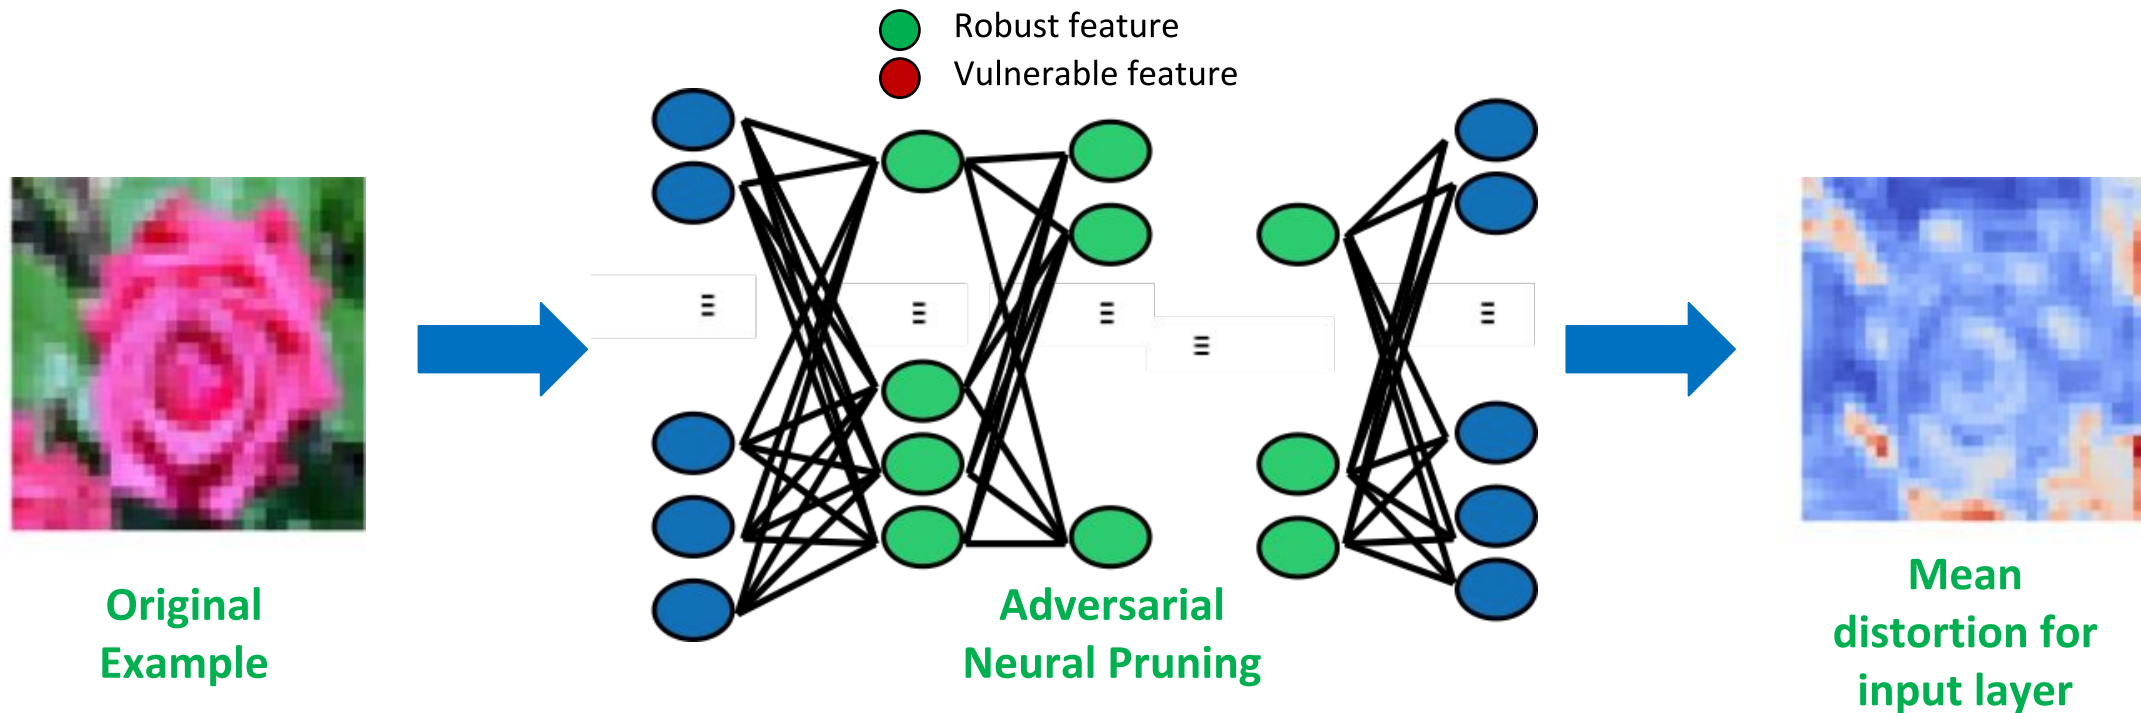 Robust feature
Vulnerable feature
Original
Example
Adversarial
Neural Pruning
Mean
distortion for
input layer